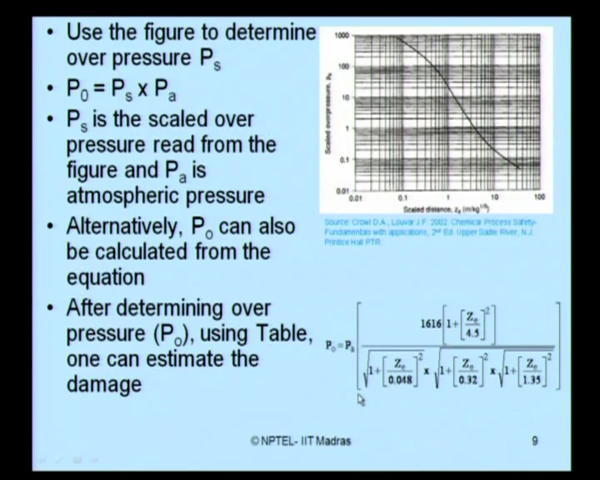 • Use the figure to determine
over pressure Ps
• P0 = Ps x Pa
• Ps is the scaled over
pressure read from the
figure and Pa is
atmospheric pressure
• Alternatively, Po can also
be calculated from the
equation
• After determining over
pressure (Po), using Table,
one can estimate the
damage
Scaled overpressure, Ps
1000
100
10
1
0.1
0.01
0.01 0.1 1 10 100
Scaled distance, ze (m/kg^1/3)
Source: Crowl D.A., Louvar J.F. 2002. Chemical Process Safety-
Fundamentals with applications, 2nd Ed. Upper Sadle River, N.J.
Printice Hall PTR.
Po = Pa [ 1616 [ 1 + [ Ze / 4.5 ]^2 ] / √1 + [ Ze / 0.048 ]^2 x √1 + [ Ze / 0.32 ]^2 x √1 + [ Ze / 1.35 ]^2 ]
© NPTEL- IIT Madras
9